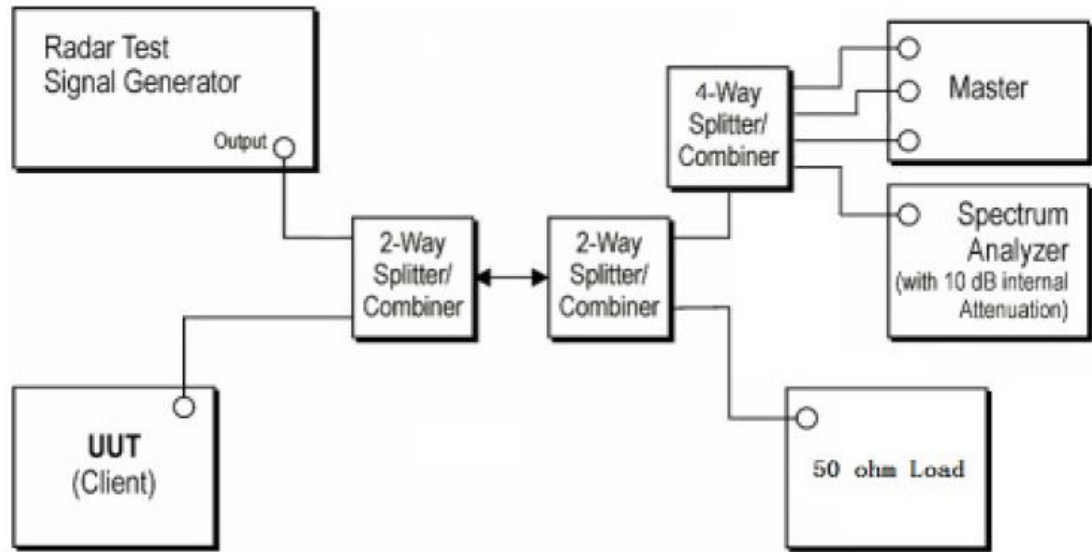 Radar Test
Signal Generator
Output
4-Way
Splitter/
Combiner
Master
2-Way
Splitter/
Combiner
2-Way
Splitter/
Combiner
Spectrum
Analyzer
(with 10 dB internal
Attenuation)
UUT
(Client)
50 ohm Load